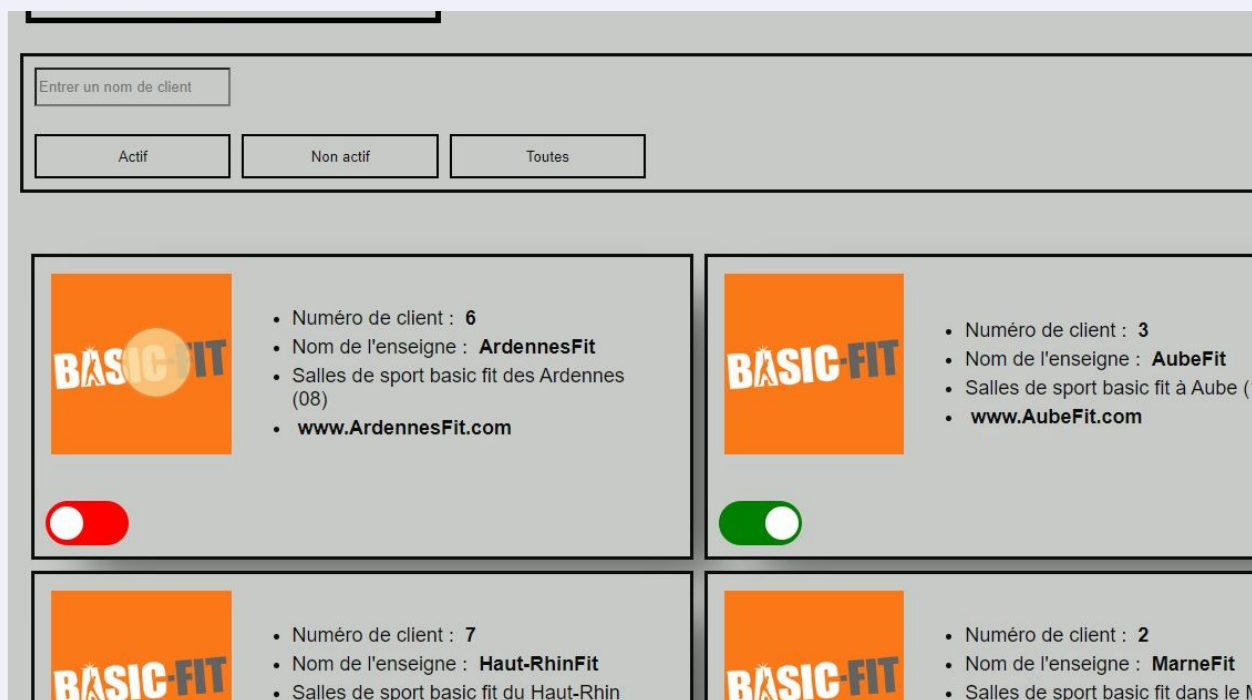 Entrer un nom de client
Actif
Non actif
Toutes
BASIC-FIT
• Numéro de client : 6
• Nom de l'enseigne : ArdennesFit
• Salles de sport basic fit des Ardennes
(08)
• www.ArdennesFit.com
BASIC-FIT
• Numéro de client : 3
• Nom de l'enseigne : AubeFit
• Salles de sport basic fit à Aube (
• www.AubeFit.com
BASIC-FIT
• Numéro de client : 7
• Nom de l'enseigne : Haut-RhinFit
• Salles de sport basic fit du Haut-Rhin
BASIC-FIT
• Numéro de client : 2
• Nom de l'enseigne : MarneFit
• Salles de sport basic fit dans le